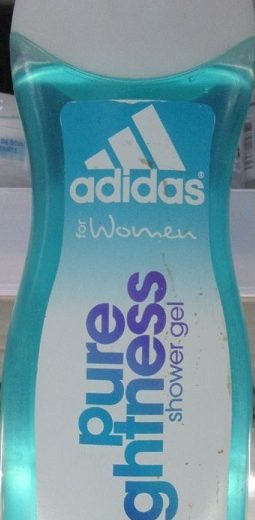 adidas®
for Women
pure
ghtness
shower gel